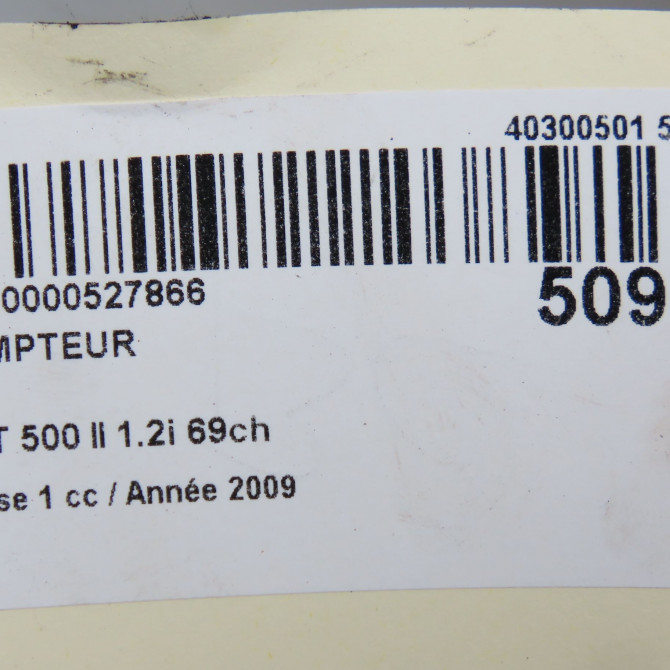 40300501 5
0000527866
509
MPTEUR
T 500 II 1.2i 69ch
se 1 cc / Année 2009